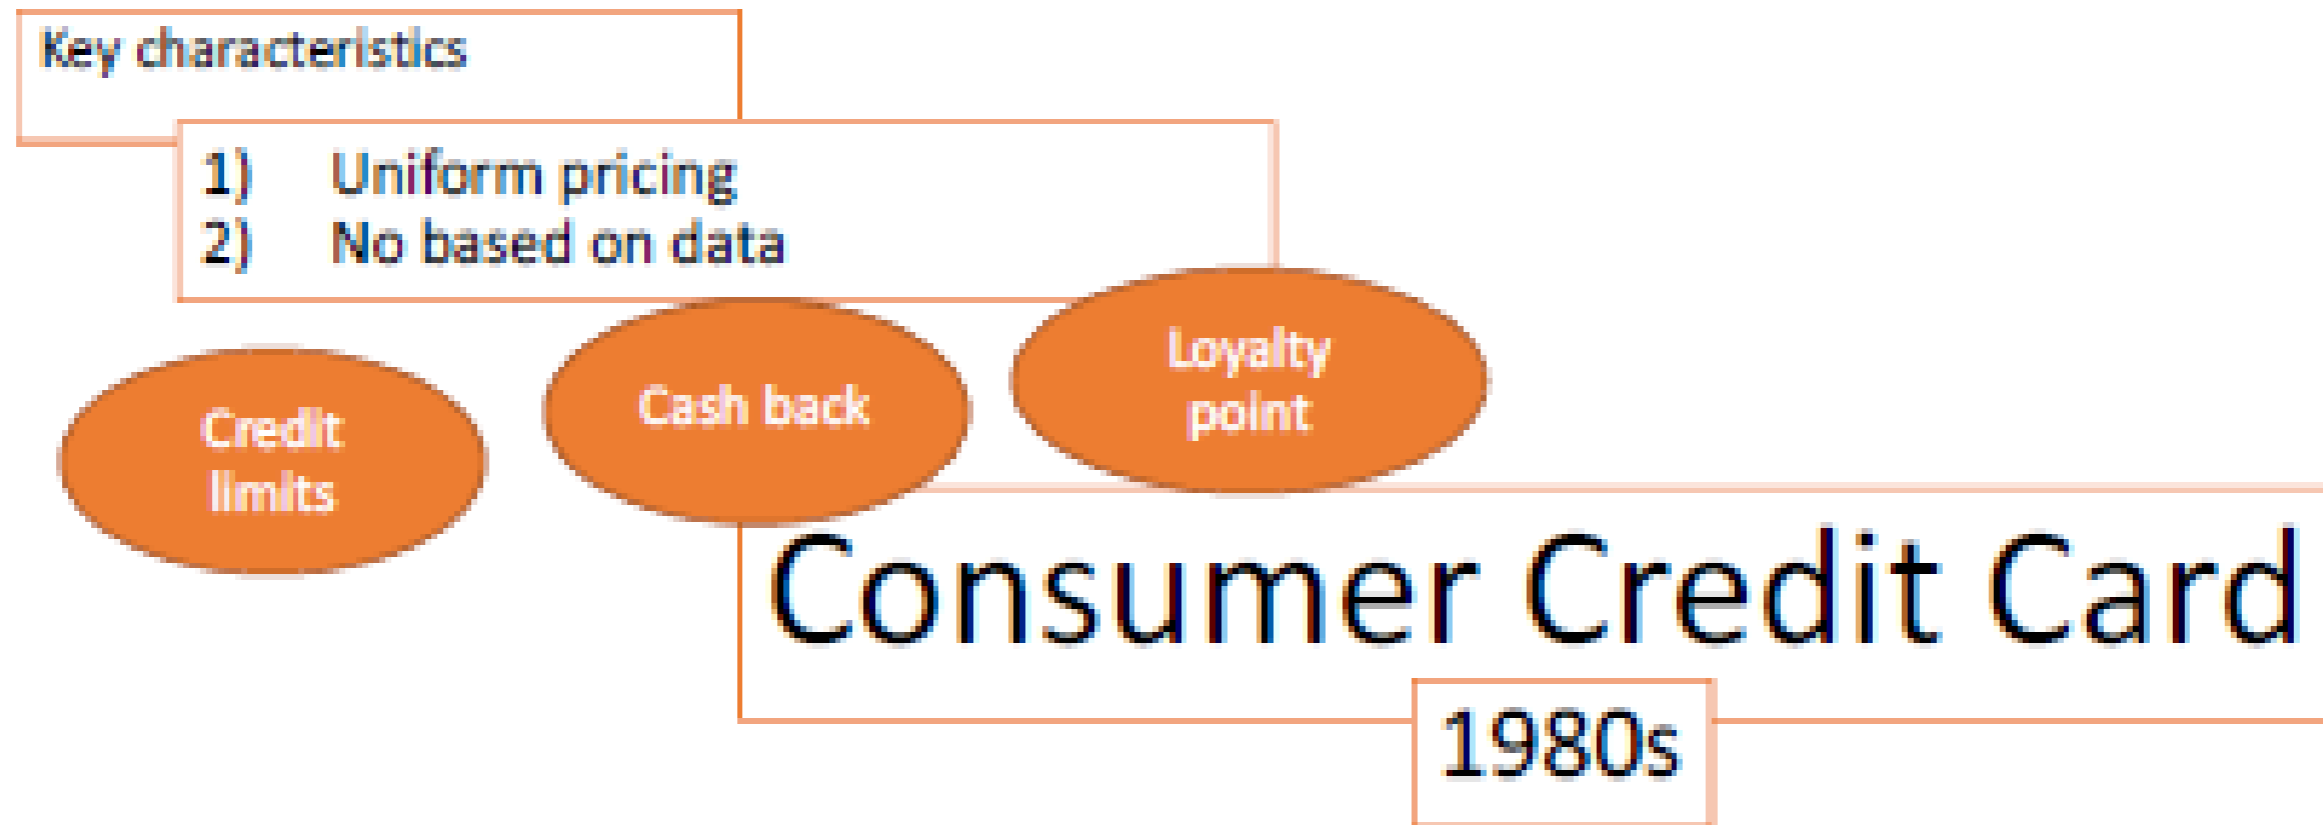 Key characteristics
1) Uniform pricing
2) No based on data
Credit
limits
Cash back
Loyalty
point
Consumer Credit Card
1980s